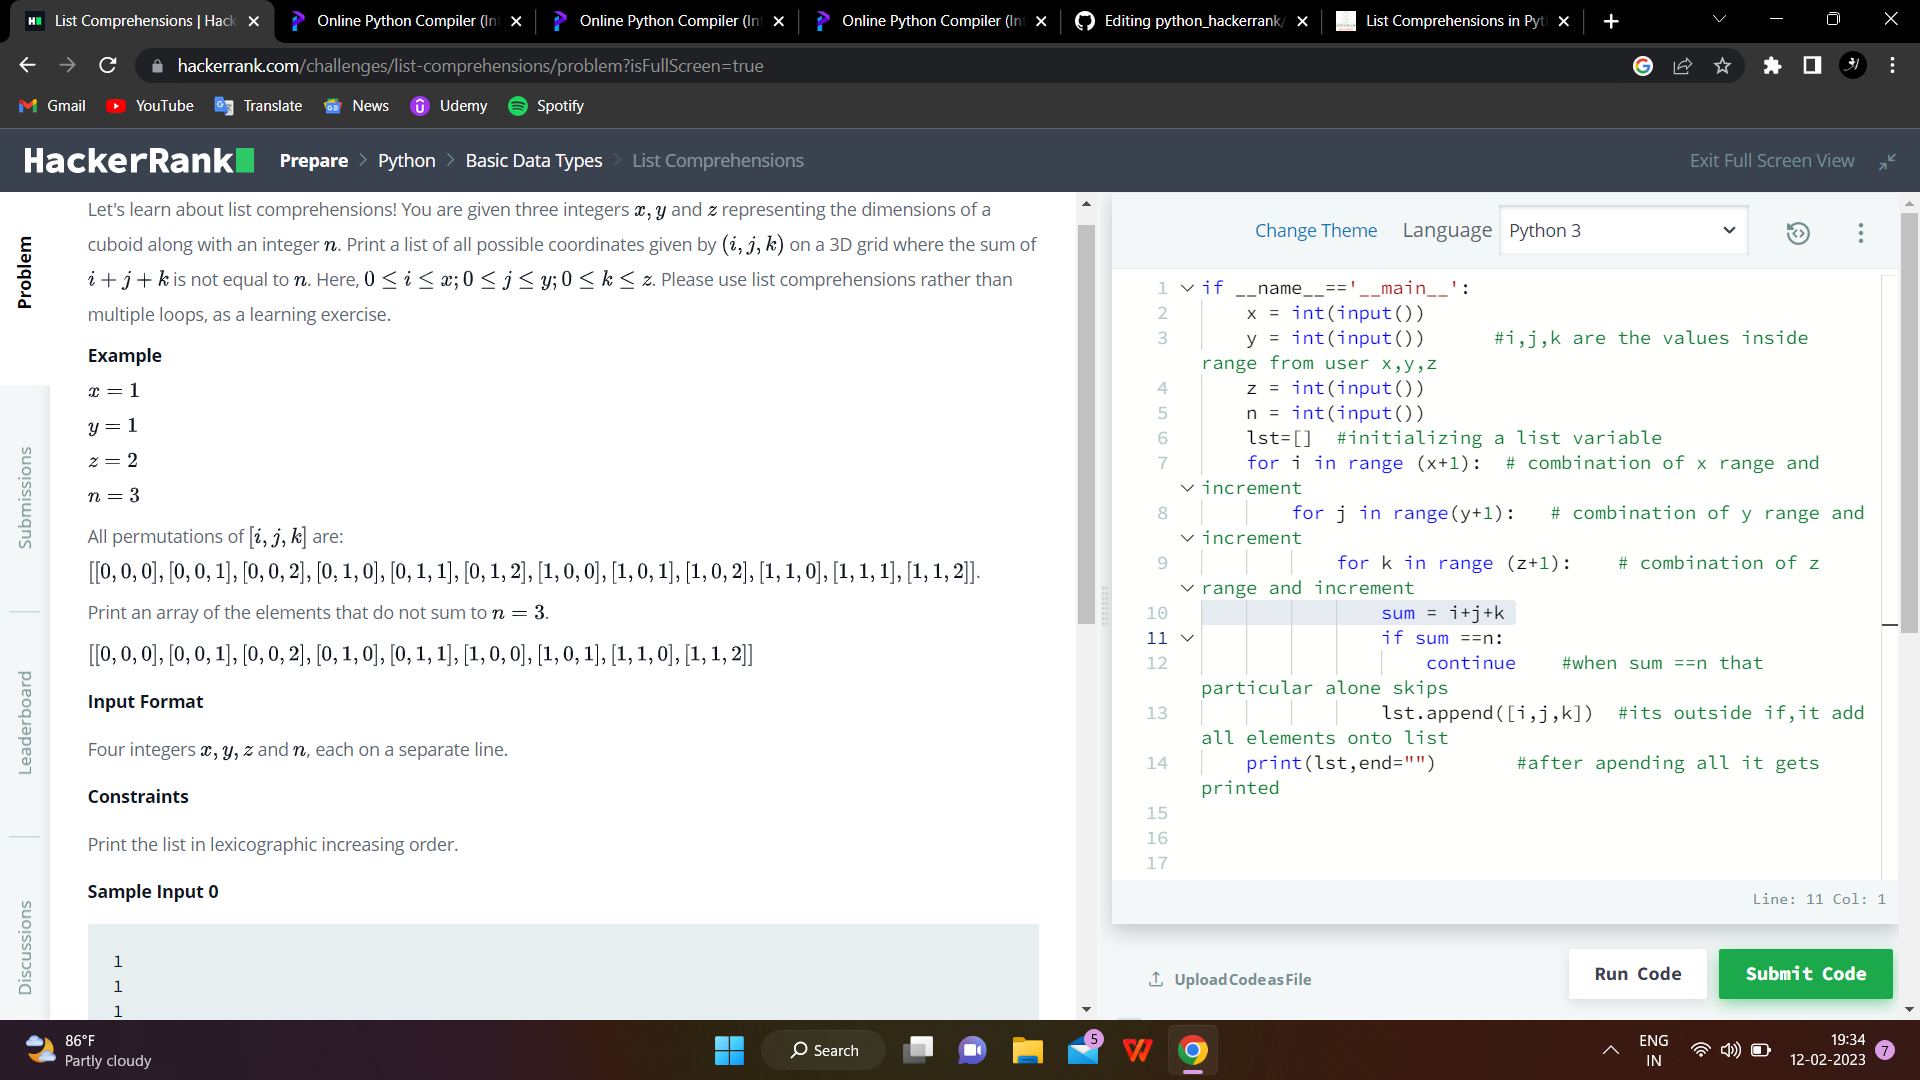 List Comprehensions | Hack
Online Python Compiler (Int
Online Python Compiler (Int
Online Python Compiler (Int
Editing python_hackerrank/
List Comprehensions in Pyt
hackerrank.com/challenges/list-comprehensions/problem?isFullScreen=true
Gmail YouTube Translate News Udemy Spotify
HackerRank Prepare > Python > Basic Data Types > List Comprehensions Exit Full Screen View
Problem
Submissions
Leaderboard
Discussions
Let's learn about list comprehensions! You are given three integers x, y and z representing the dimensions of a
cuboid along with an integer n. Print a list of all possible coordinates given by (i, j, k) on a 3D grid where the sum of
i + j + k is not equal to n. Here, 0 ≤ i ≤ x; 0 ≤ j ≤ y; 0 ≤ k ≤ z. Please use list comprehensions rather than
multiple loops, as a learning exercise.
Example
x = 1
y = 1
z = 2
n = 3
All permutations of [i, j, k] are:
[[0, 0, 0], [0, 0, 1], [0, 0, 2], [0, 1, 0], [0, 1, 1], [0, 1, 2], [1, 0, 0], [1, 0, 1], [1, 0, 2], [1, 1, 0], [1, 1, 1], [1, 1, 2]].
Print an array of the elements that do not sum to n = 3.
[[0, 0, 0], [0, 0, 1], [0, 0, 2], [0, 1, 0], [0, 1, 1], [1, 0, 0], [1, 0, 1], [1, 1, 0], [1, 1, 2]]
Input Format
Four integers x, y, z and n, each on a separate line.
Constraints
Print the list in lexicographic increasing order.
Sample Input 0
1
1
1
Change Theme Language Python 3
1 if __name__=='__main__':
2 x = int(input())
3 y = int(input()) #i,j,k are the values inside
range from user x,y,z
4 z = int(input())
5 n = int(input())
6 lst=[] #initializing a list variable
7 for i in range (x+1): # combination of x range and
increment
8 for j in range(y+1): # combination of y range and
increment
9 for k in range (z+1): # combination of z
range and increment
10 sum = i+j+k
11 if sum ==n:
12 continue #when sum ==n that
particular alone skips
13 lst.append([i,j,k]) #its outside if,it add
all elements onto list
14 print(lst,end="") #after apending all it gets
printed
15
16
17
Line: 11 Col: 1
Upload Code as File Run Code Submit Code
86°F
Partly cloudy
Search
5
ENG
IN
19:34
12-02-2023
7